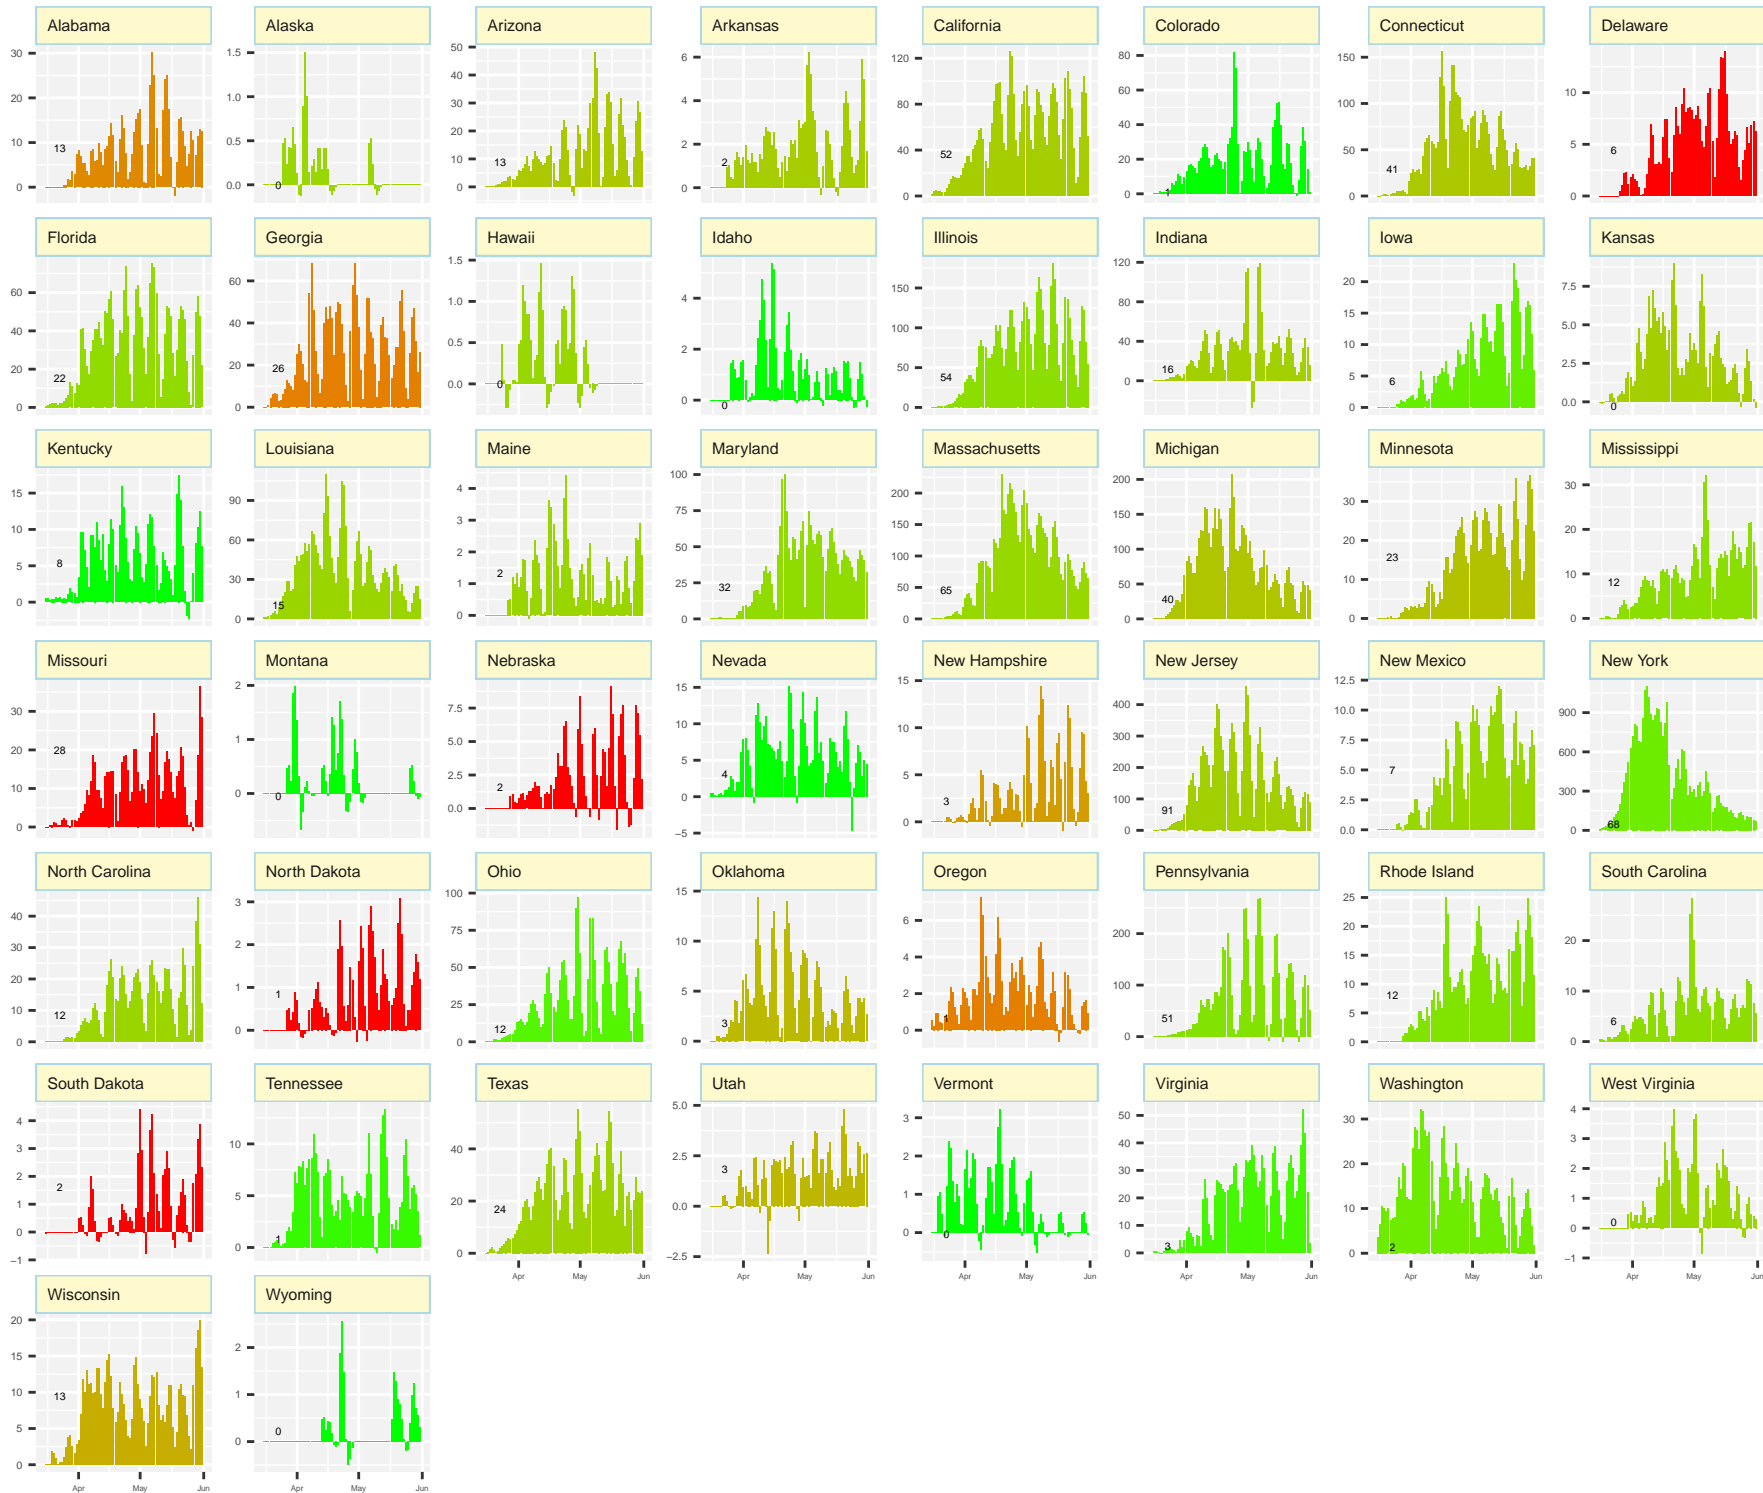 Alabama Alaska Arizona Arkansas California Colorado Connecticut Delaware
30 20 10 0 13
1.5 1.0 0.5 0.0 0
50 40 30 20 10 0 13
6 4 2 0 2
120 80 40 0 52
80 60 40 20 0 1
150 100 50 0 41
10 5 0 6
Florida Georgia Hawaii Idaho Illinois Indiana Iowa Kansas
60 40 20 0 22
60 40 20 0 26
1.5 1.0 0.5 0.0 0
4 2 0 0
200 150 100 50 0 54
120 80 40 0 16
20 15 10 5 0 6
7.5 5.0 2.5 0.0 0
Kentucky Louisiana Maine Maryland Massachusetts Michigan Minnesota Mississippi
15 10 5 0 8
90 60 30 0 15
4 3 2 1 0 2
100 75 50 25 0 32
200 150 100 50 0 65
200 150 100 50 0 40
30 20 10 0 23
30 20 10 0 12
Missouri Montana Nebraska Nevada New Hampshire New Jersey New Mexico New York
30 20 10 0 28
2 1 0 0
7.5 5.0 2.5 0.0 2
15 10 5 0 −5 4
15 10 5 0 3
400 300 200 100 0 91
12.5 10.0 7.5 5.0 2.5 0.0 7
900 600 300 0 68
North Carolina North Dakota Ohio Oklahoma Oregon Pennsylvania Rhode Island South Carolina
40 30 20 10 0 12
3 2 1 0 1
100 75 50 25 0 12
15 10 5 0 3
6 4 2 0 1
200 100 0 51
25 20 15 10 5 0 12
20 10 0 6
South Dakota Tennessee Texas Utah Vermont Virginia Washington West Virginia
4 3 2 1 0 −1 2
10 5 0 1
40 20 0 24
5.0 2.5 0.0 −2.5 3
3 2 1 0 0
50 40 30 20 10 0 3
30 20 10 0 2
4 3 2 1 0 −1 0
Apr May Jun Apr May Jun Apr May Jun Apr May Jun Apr May Jun Apr May Jun
Wisconsin Wyoming
20 15 10 5 0 13
2 1 0 0
Apr May Jun Apr May Jun